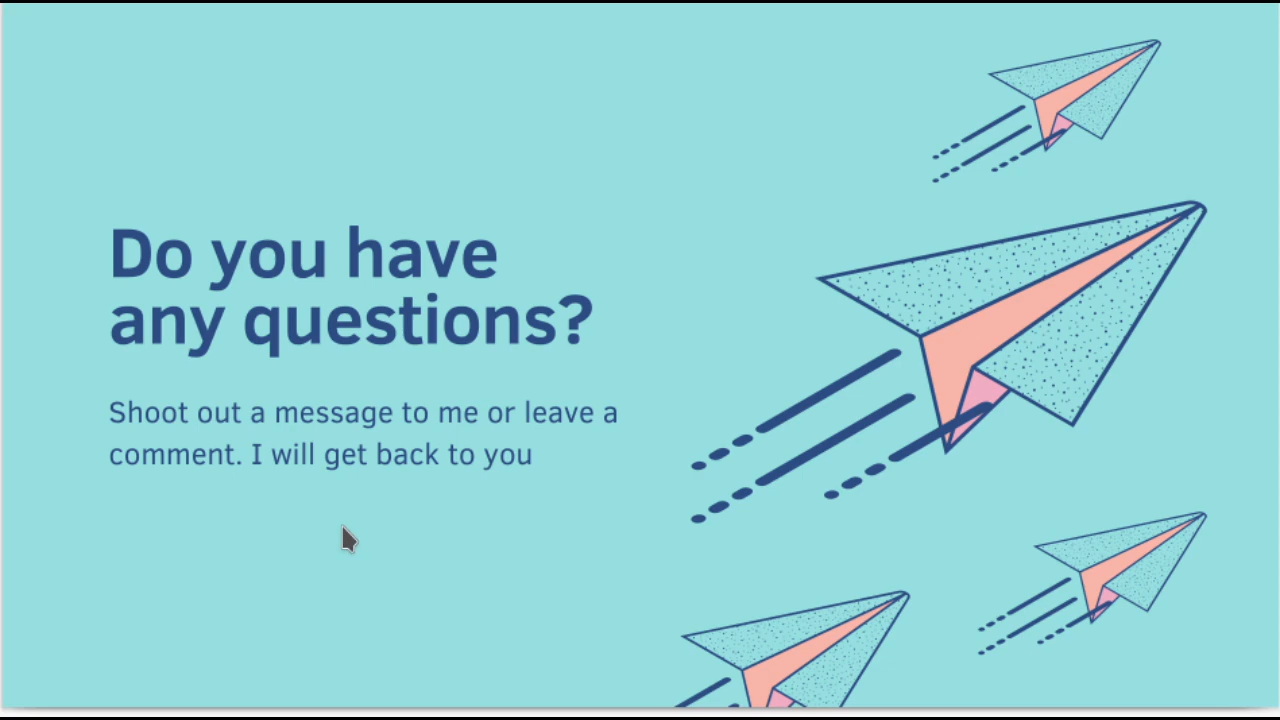 Do you have
any questions?
Shoot out a message to me or leave a
comment. I will get back to you